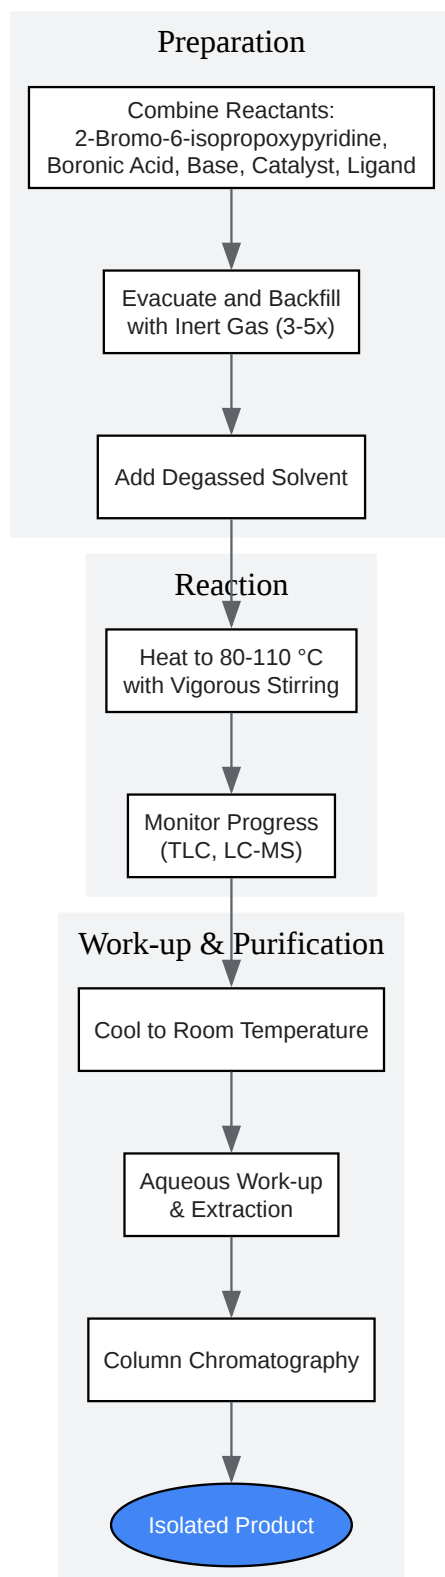 Preparation
Combine Reactants:
2-Bromo-6-isopropoxypyridine,
Boronic Acid, Base, Catalyst, Ligand
Evacuate and Backfill
with Inert Gas (3-5x)
Add Degassed Solvent
Reaction
Heat to 80-110 °C
with Vigorous Stirring
Monitor Progress
(TLC, LC-MS)
Work-up & Purification
Cool to Room Temperature
Aqueous Work-up
& Extraction
Column Chromatography
Isolated Product